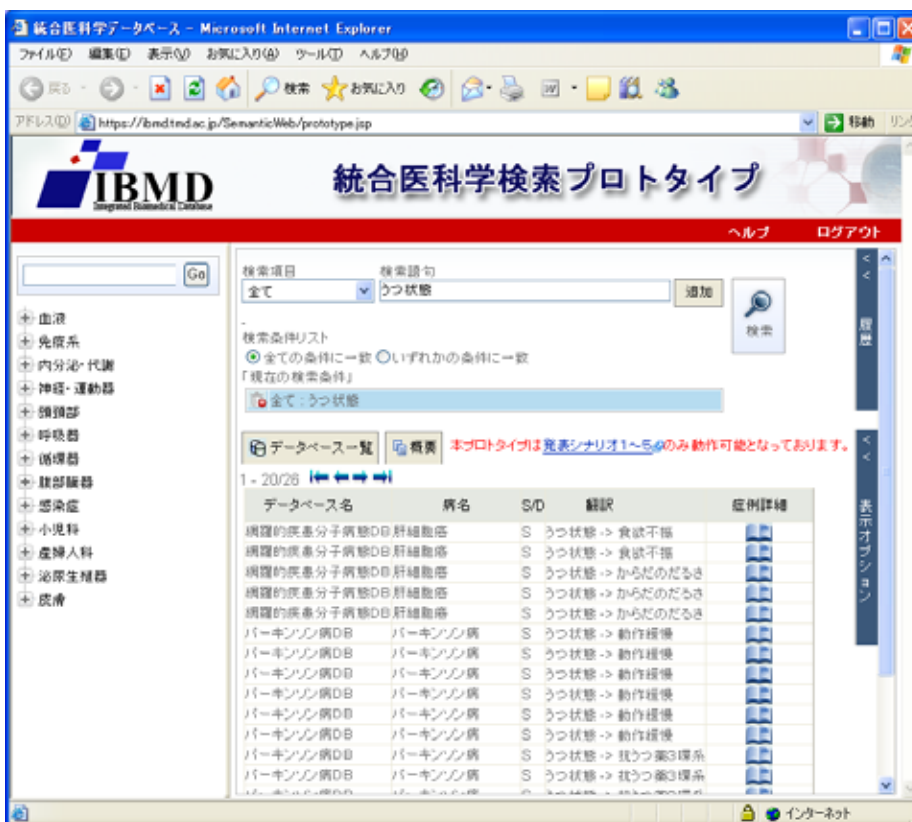 統合医科学データベース - Microsoft Internet Explorer
ファイル(F) 編集(E) 表示(V) お気に入り(A) ツール(T) ヘルプ(H)
戻る 検索 お気に入り
アドレス(D) https://ibmd.tmd.ac.jp/SemanticWeb/prototype.jsp 移動 リンク
IBMD
Integrated Biomedical Database
統合医科学検索プロトタイプ
ヘルプ ログアウト
Go
血液
免疫系
内分泌・代謝
神経・運動器
頭頚部
呼吸器
循環器
腹部臓器
感染症
小児科
産婦人科
泌尿生殖器
皮膚
検索項目 検索語句
全て うつ状態 追加
検索
検索条件リスト
全ての条件に一致 いずれかの条件に一致
「現在の検索条件」
全て : うつ状態
データベース一覧 概要 本プロトタイプは発表シナリオ1～5のみ動作可能となっております。
1 - 20/26
データベース名 病名 S/D 翻訳 症例詳細
網羅的疾患分子病態DB 肝細胞癌 S うつ状態 -> 食欲不振
網羅的疾患分子病態DB 肝細胞癌 S うつ状態 -> 食欲不振
網羅的疾患分子病態DB 肝細胞癌 S うつ状態 -> からだのだるさ
網羅的疾患分子病態DB 肝細胞癌 S うつ状態 -> からだのだるさ
網羅的疾患分子病態DB 肝細胞癌 S うつ状態 -> からだのだるさ
パーキンソン病DB パーキンソン病 S うつ状態 -> 動作緩慢
パーキンソン病DB パーキンソン病 S うつ状態 -> 動作緩慢
パーキンソン病DB パーキンソン病 S うつ状態 -> 動作緩慢
パーキンソン病DB パーキンソン病 S うつ状態 -> 動作緩慢
パーキンソン病DB パーキンソン病 S うつ状態 -> 動作緩慢
パーキンソン病DB パーキンソン病 S うつ状態 -> 動作緩慢
パーキンソン病DB パーキンソン病 S うつ状態 -> 抗うつ薬3環系
パーキンソン病DB パーキンソン病 S うつ状態 -> 抗うつ薬3環系
<< 履歴
<< 表示オプション
インターネット